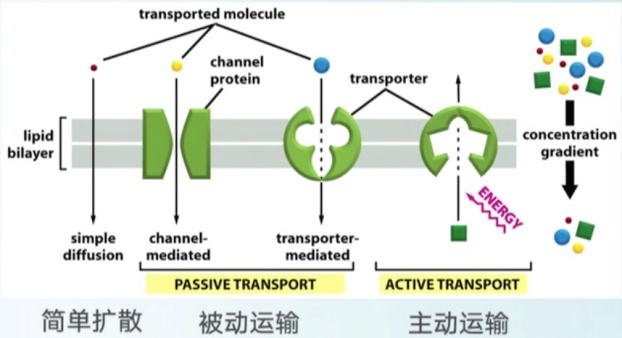 transported molecule
channel
protein
transporter
lipid
bilayer
concentration
gradient
ENERGY
simple
diffusion
channel-
mediated
transporter-
mediated
PASSIVE TRANSPORT
ACTIVE TRANSPORT
简单扩散
被动运输
主动运输